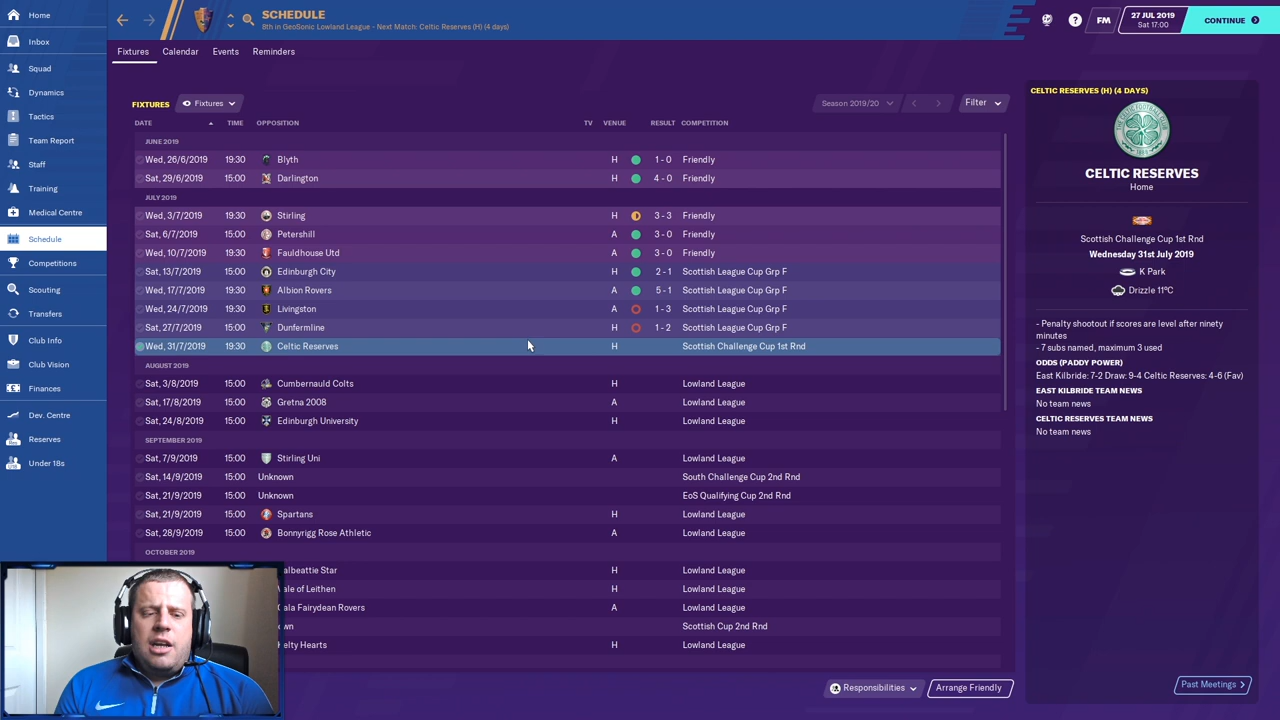 Home
Inbox
Squad
Dynamics
Tactics
Team Report
Staff
Training
Medical Centre
Schedule
Competitions
Scouting
Transfers
Club Info
Club Vision
Finances
Dev. Centre
Reserves
Under 18s
SCHEDULE
8th in GeoSonic Lowland League - Next Match: Celtic Reserves (H) (4 days)
FM
27 JUL 2019
Sat 17:00
CONTINUE
Fixtures Calendar Events Reminders
FIXTURES Fixtures Season 2019/20 Filter
DATE TIME OPPOSITION TV VENUE RESULT COMPETITION
JUNE 2019
Wed, 26/6/2019 19:30 Blyth H 1 - 0 Friendly
Sat, 29/6/2019 15:00 Darlington H 4 - 0 Friendly
JULY 2019
Wed, 3/7/2019 19:30 Stirling H 3 - 3 Friendly
Sat, 6/7/2019 15:00 Petershill A 3 - 0 Friendly
Wed, 10/7/2019 19:30 Fauldhouse Utd A 3 - 0 Friendly
Sat, 13/7/2019 15:00 Edinburgh City H 2 - 1 Scottish League Cup Grp F
Wed, 17/7/2019 19:30 Albion Rovers A 5 - 1 Scottish League Cup Grp F
Wed, 24/7/2019 19:30 Livingston A 1 - 3 Scottish League Cup Grp F
Sat, 27/7/2019 15:00 Dunfermline H 1 - 2 Scottish League Cup Grp F
Wed, 31/7/2019 19:30 Celtic Reserves H Scottish Challenge Cup 1st Rnd
AUGUST 2019
Sat, 3/8/2019 15:00 Cumbernauld Colts H Lowland League
Sat, 17/8/2019 15:00 Gretna 2008 A Lowland League
Sat, 24/8/2019 15:00 Edinburgh University H Lowland League
SEPTEMBER 2019
Sat, 7/9/2019 15:00 Stirling Uni A Lowland League
Sat, 14/9/2019 15:00 Unknown South Challenge Cup 2nd Rnd
Sat, 21/9/2019 15:00 Unknown EoS Qualifying Cup 2nd Rnd
Sat, 21/9/2019 15:00 Spartans H Lowland League
Sat, 28/9/2019 15:00 Bonnyrigg Rose Athletic A Lowland League
OCTOBER 2019
albeattie Star H Lowland League
ale of Leithen H Lowland League
ala Fairydean Rovers A Lowland League
own Scottish Cup 2nd Rnd
elty Hearts H Lowland League
Responsibilities Arrange Friendly
CELTIC RESERVES (H) (4 DAYS)
CELTIC RESERVES
Home
Scottish Challenge Cup 1st Rnd
Wednesday 31st July 2019
K Park
Drizzle 11°C
- Penalty shootout if scores are level after ninety
minutes
- 7 subs named, maximum 3 used
ODDS (PADDY POWER)
East Kilbride: 7-2 Draw: 9-4 Celtic Reserves: 4-6 (Fav)
EAST KILBRIDE TEAM NEWS
No team news
CELTIC RESERVES TEAM NEWS
No team news
Past Meetings